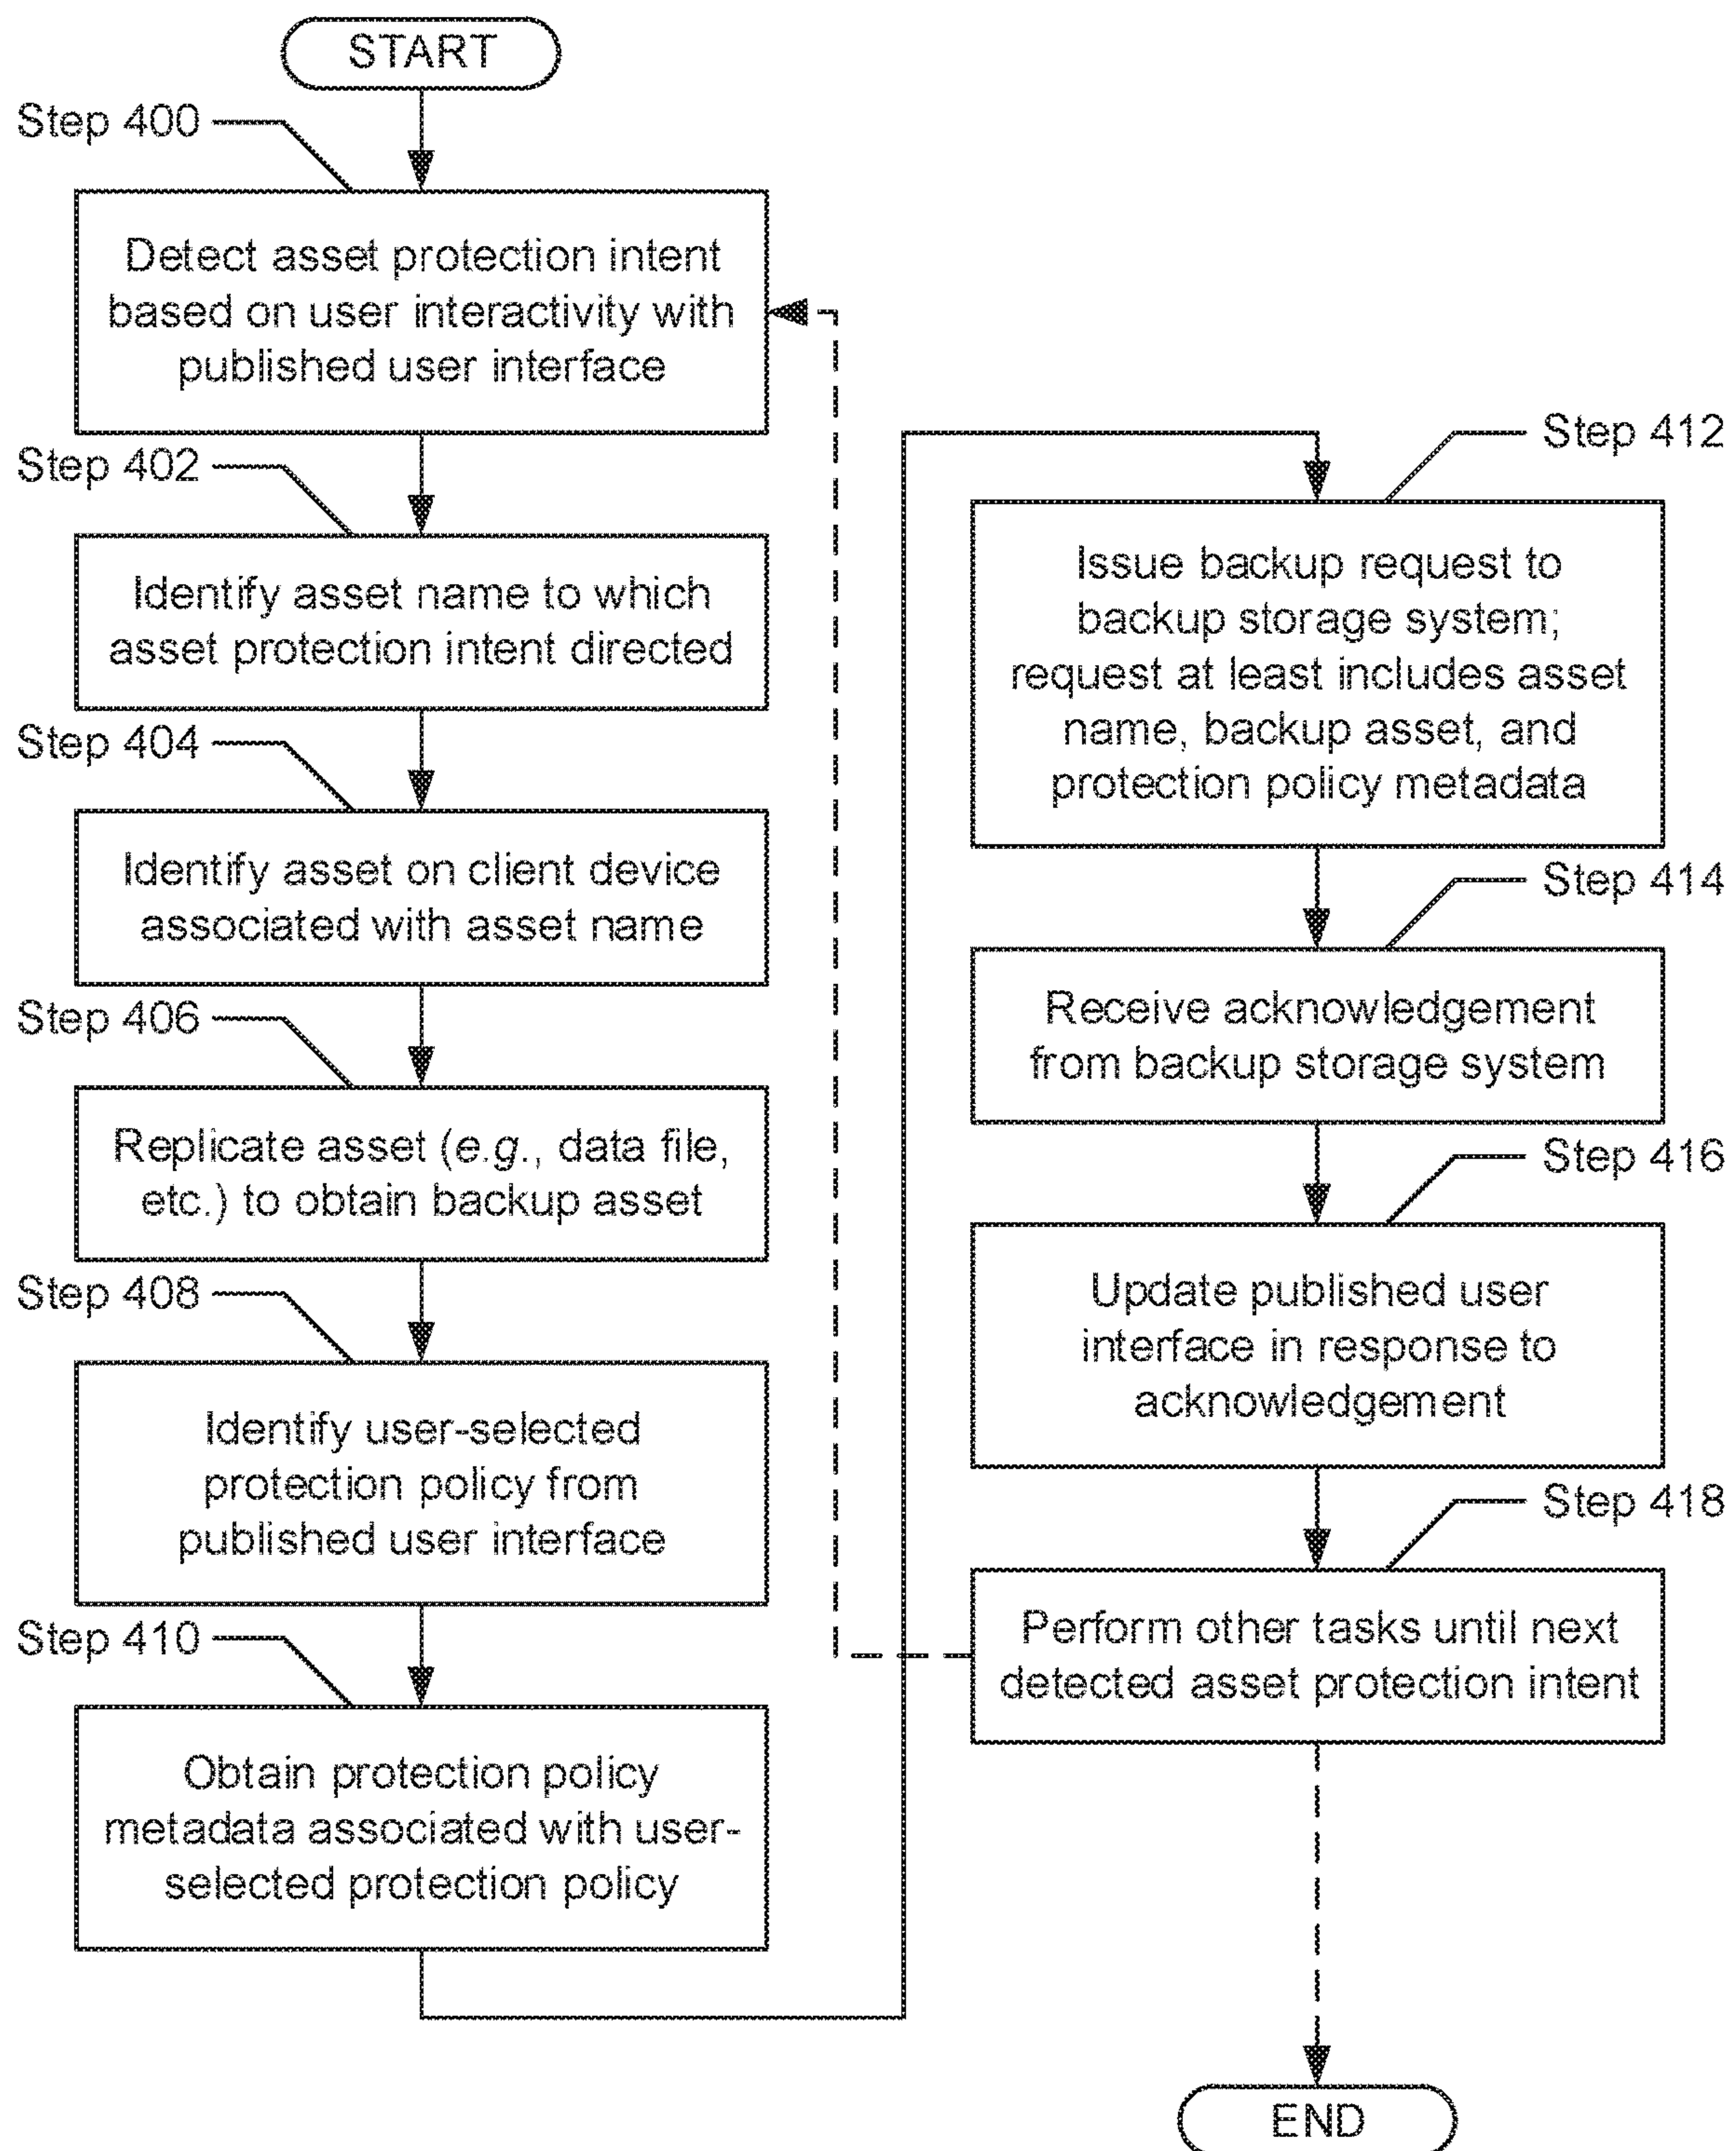 START
Step 400
Detect asset protection intent
based on user interactivity with
published user interface
Step 402
Identify asset name to which
asset protection intent directed
Step 404
Identify asset on client device
associated with asset name
Step 406
Replicate asset (e.g., data file,
etc.) to obtain backup asset
Step 408
Identify user-selected
protection policy from
published user interface
Step 410
Obtain protection policy
metadata associated with user-
selected protection policy
Step 412
Issue backup request to
backup storage system;
request at least includes asset
name, backup asset, and
protection policy metadata
Step 414
Receive acknowledgement
from backup storage system
Step 416
Update published user
interface in response to
acknowledgement
Step 418
Perform other tasks until next
detected asset protection intent
END